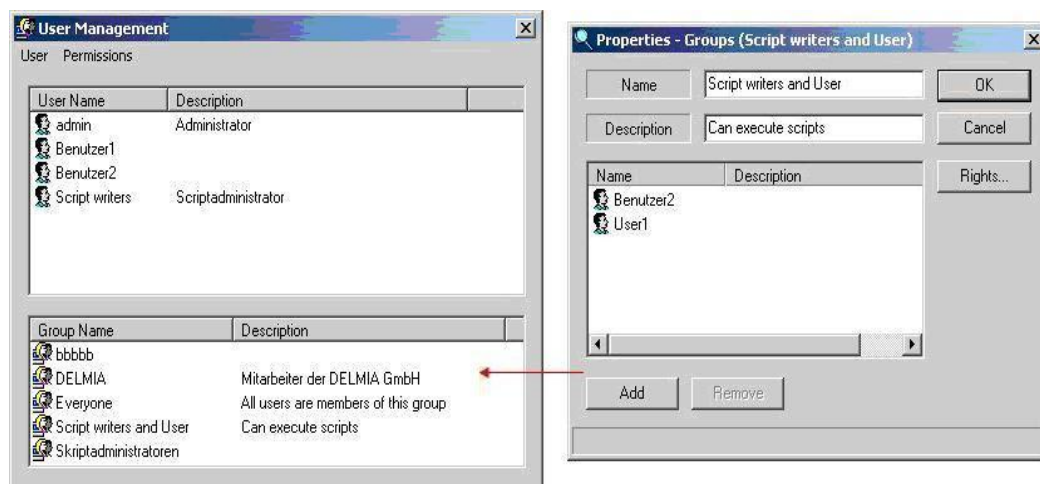 User Management
User Permissions
User Name Description
admin Administrator
Benutzer1
Benutzer2
Script writers Scriptadministrator
Group Name Description
bbbbb
DELMIA Mitarbeiter der DELMIA GmbH
Everyone All users are members of this group
Script writers and User Can execute scripts
Skriptadministratoren
Properties - Groups (Script writers and User)
Name Script writers and User OK
Description Can execute scripts Cancel
Name Description Rights...
Benutzer2
User1
Add Remove